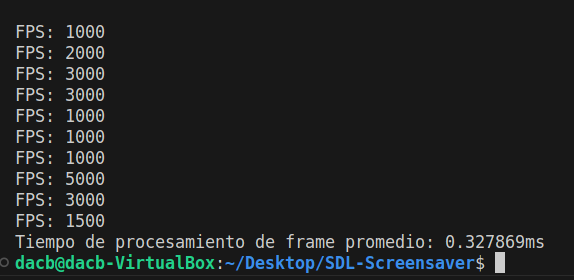 FPS: 1000
FPS: 2000
FPS: 3000
FPS: 3000
FPS: 1000
FPS: 1000
FPS: 1000
FPS: 5000
FPS: 3000
FPS: 1500
Tiempo de procesamiento de frame promedio: 0.327869ms
dacb@dacb-VirtualBox:~/Desktop/SDL-Screensaver$